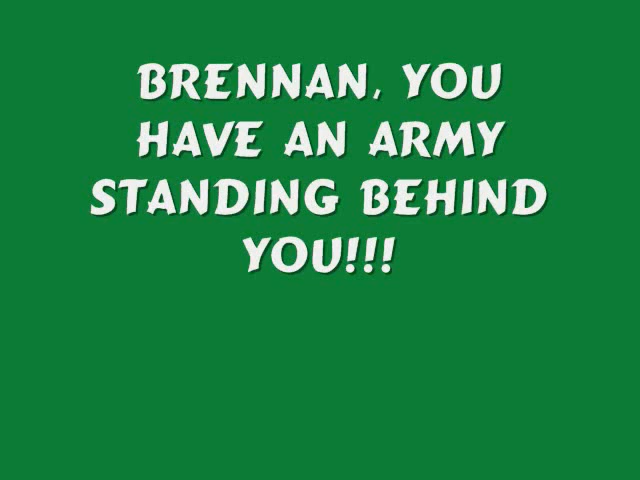 BRENNAN, YOU
HAVE AN ARMY
STANDING BEHIND
YOU!!!